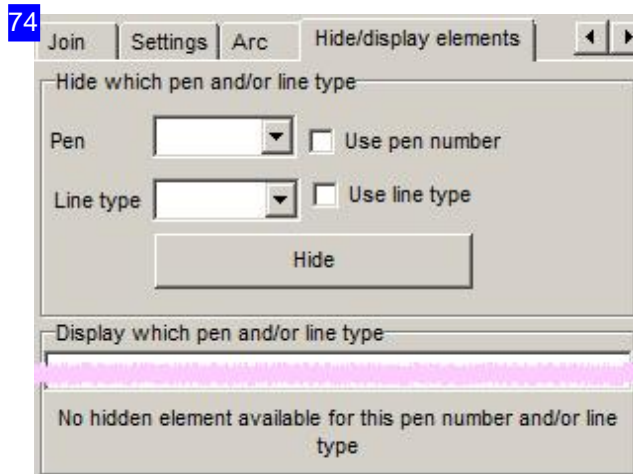 74
Join Settings Arc Hide/display elements
Hide which pen and/or line type
Pen Use pen number
Line type Use line type
Hide
Display which pen and/or line type
No hidden element available for this pen number and/or line
type